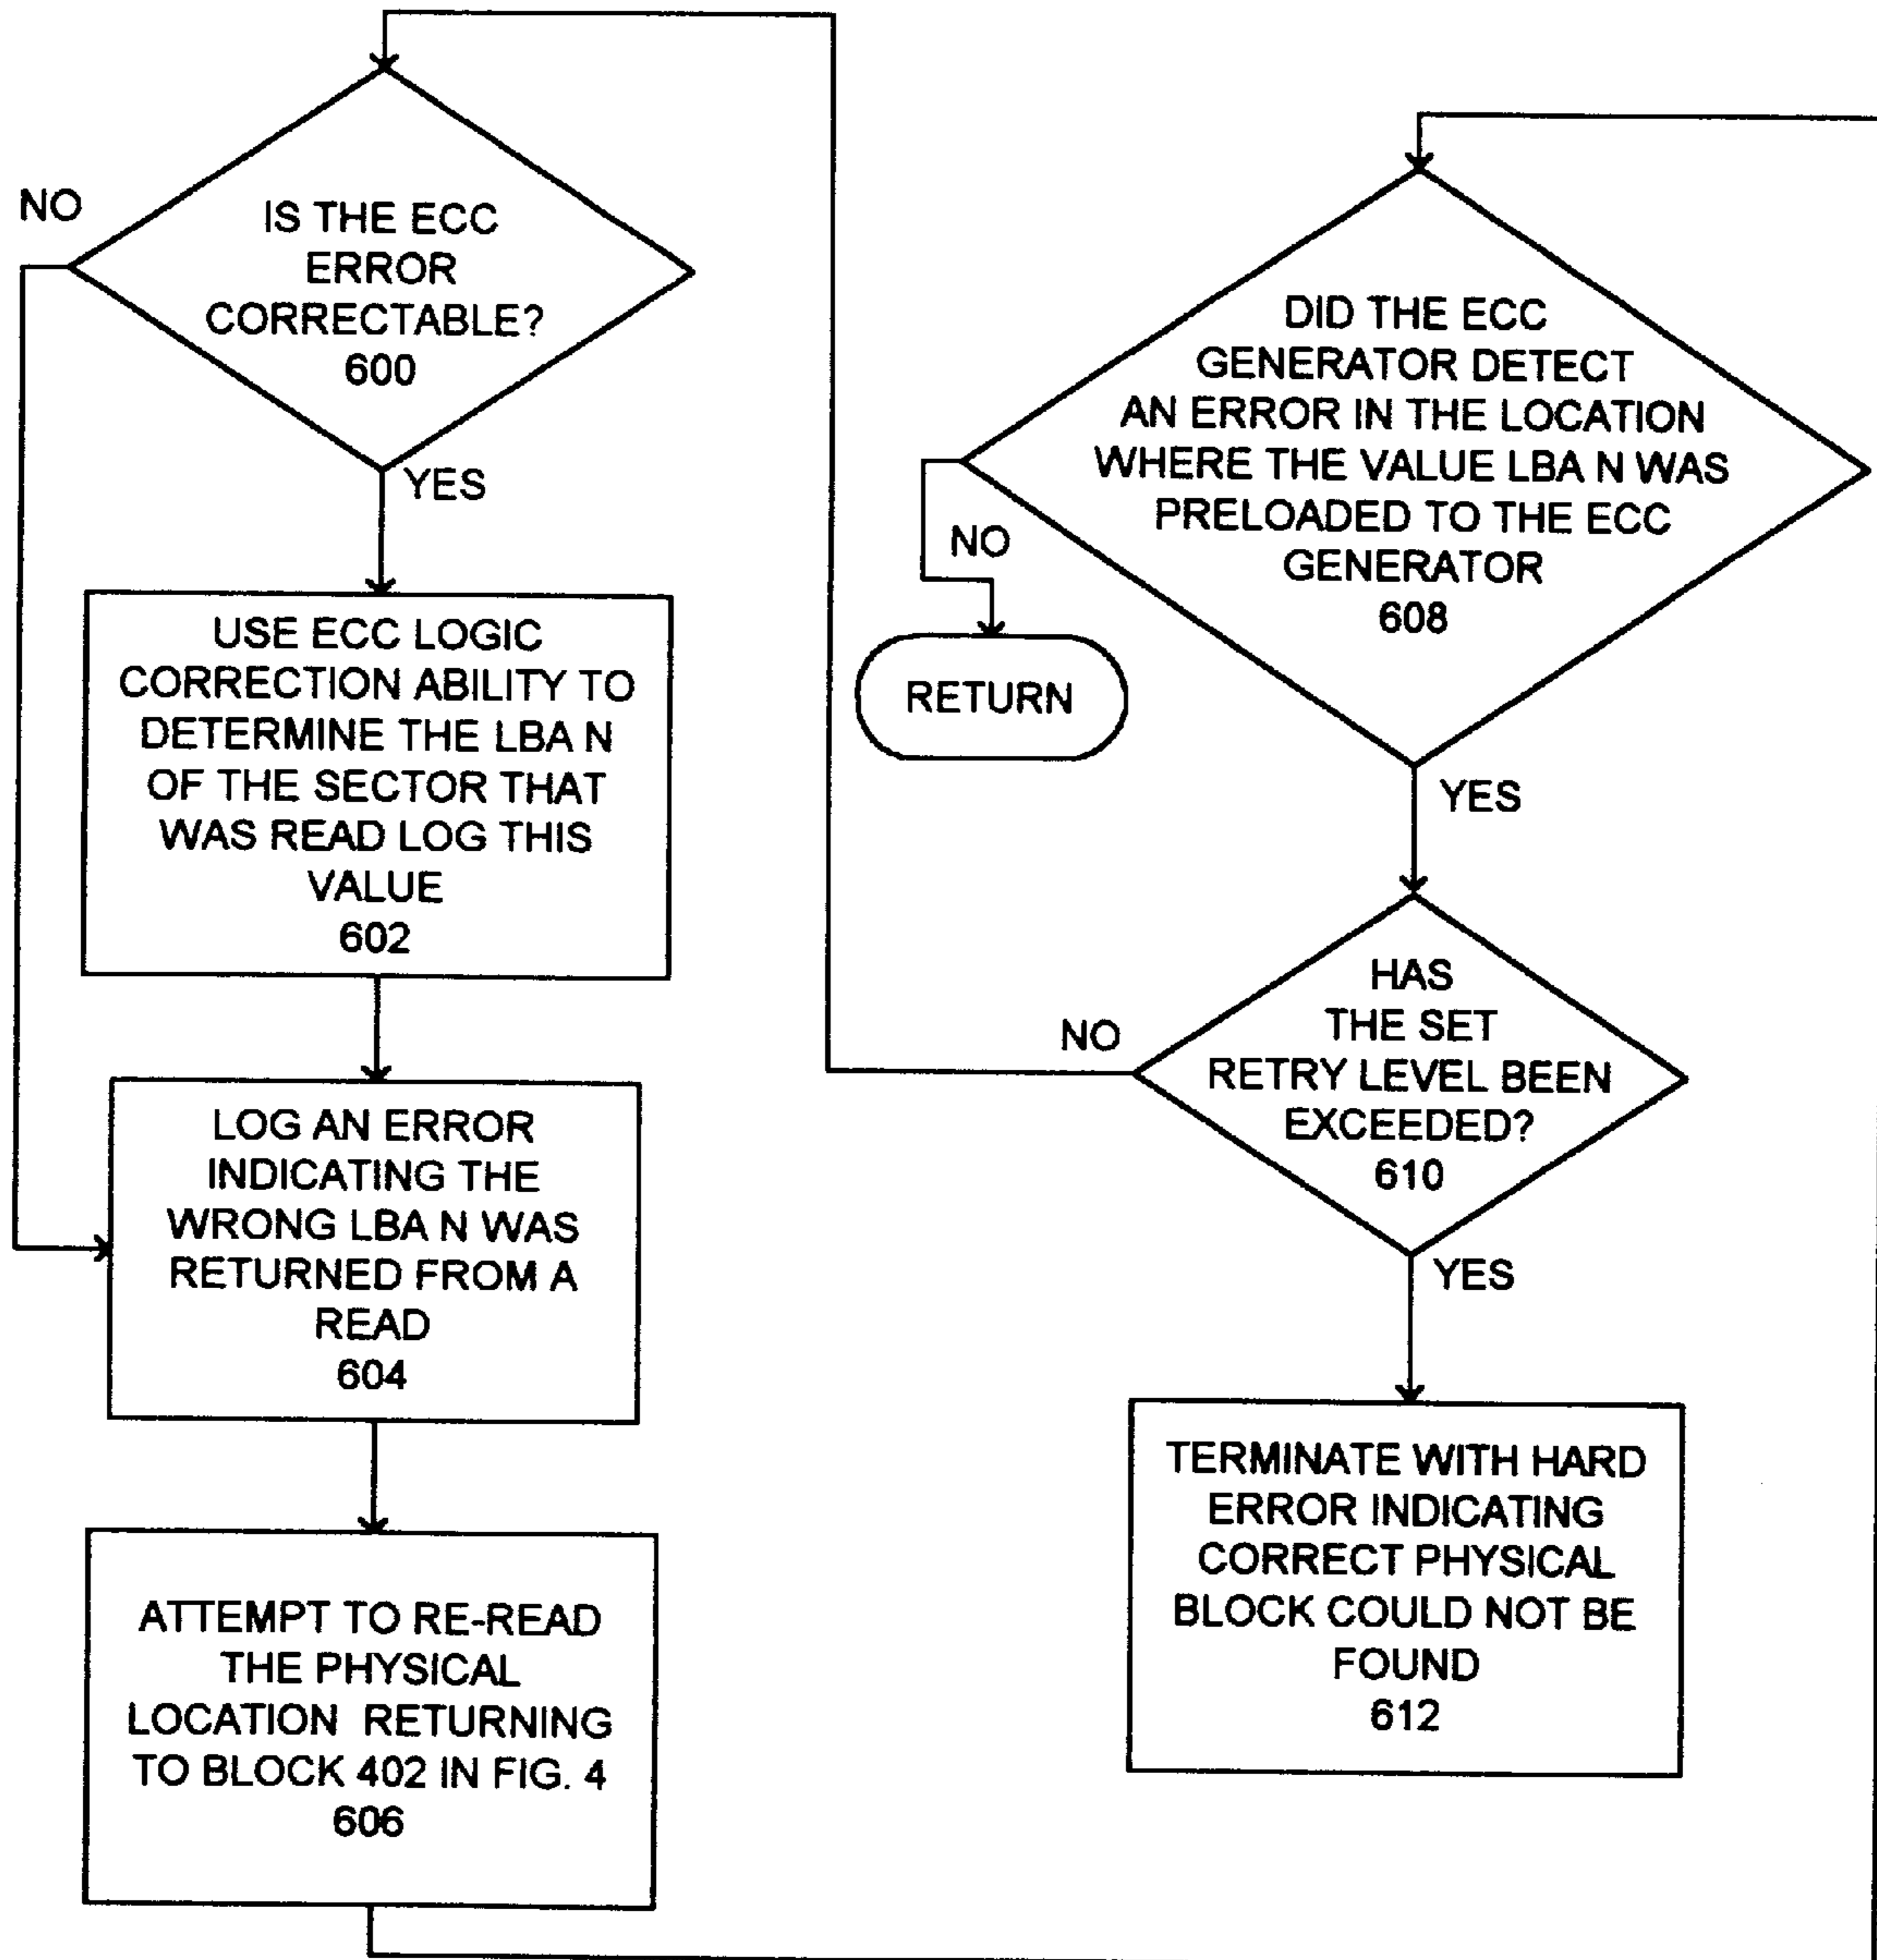 NO
IS THE ECC
ERROR
CORRECTABLE?
600
YES
USE ECC LOGIC
CORRECTION ABILITY TO
DETERMINE THE LBA N
OF THE SECTOR THAT
WAS READ LOG THIS
VALUE
602
LOG AN ERROR
INDICATING THE
WRONG LBA N WAS
RETURNED FROM A
READ
604
ATTEMPT TO RE-READ
THE PHYSICAL
LOCATION RETURNING
TO BLOCK 402 IN FIG. 4
606
DID THE ECC
GENERATOR DETECT
AN ERROR IN THE LOCATION
WHERE THE VALUE LBA N WAS
PRELOADED TO THE ECC
GENERATOR
608
NO
RETURN
YES
HAS
THE SET
RETRY LEVEL BEEN
EXCEEDED?
610
NO
YES
TERMINATE WITH HARD
ERROR INDICATING
CORRECT PHYSICAL
BLOCK COULD NOT BE
FOUND
612